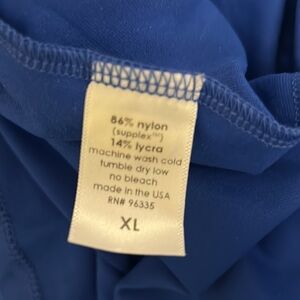 86% nylon
(supplex™)
14% lycra
machine wash cold
tumble dry low
no bleach
made in the USA
RN# 96335
XL